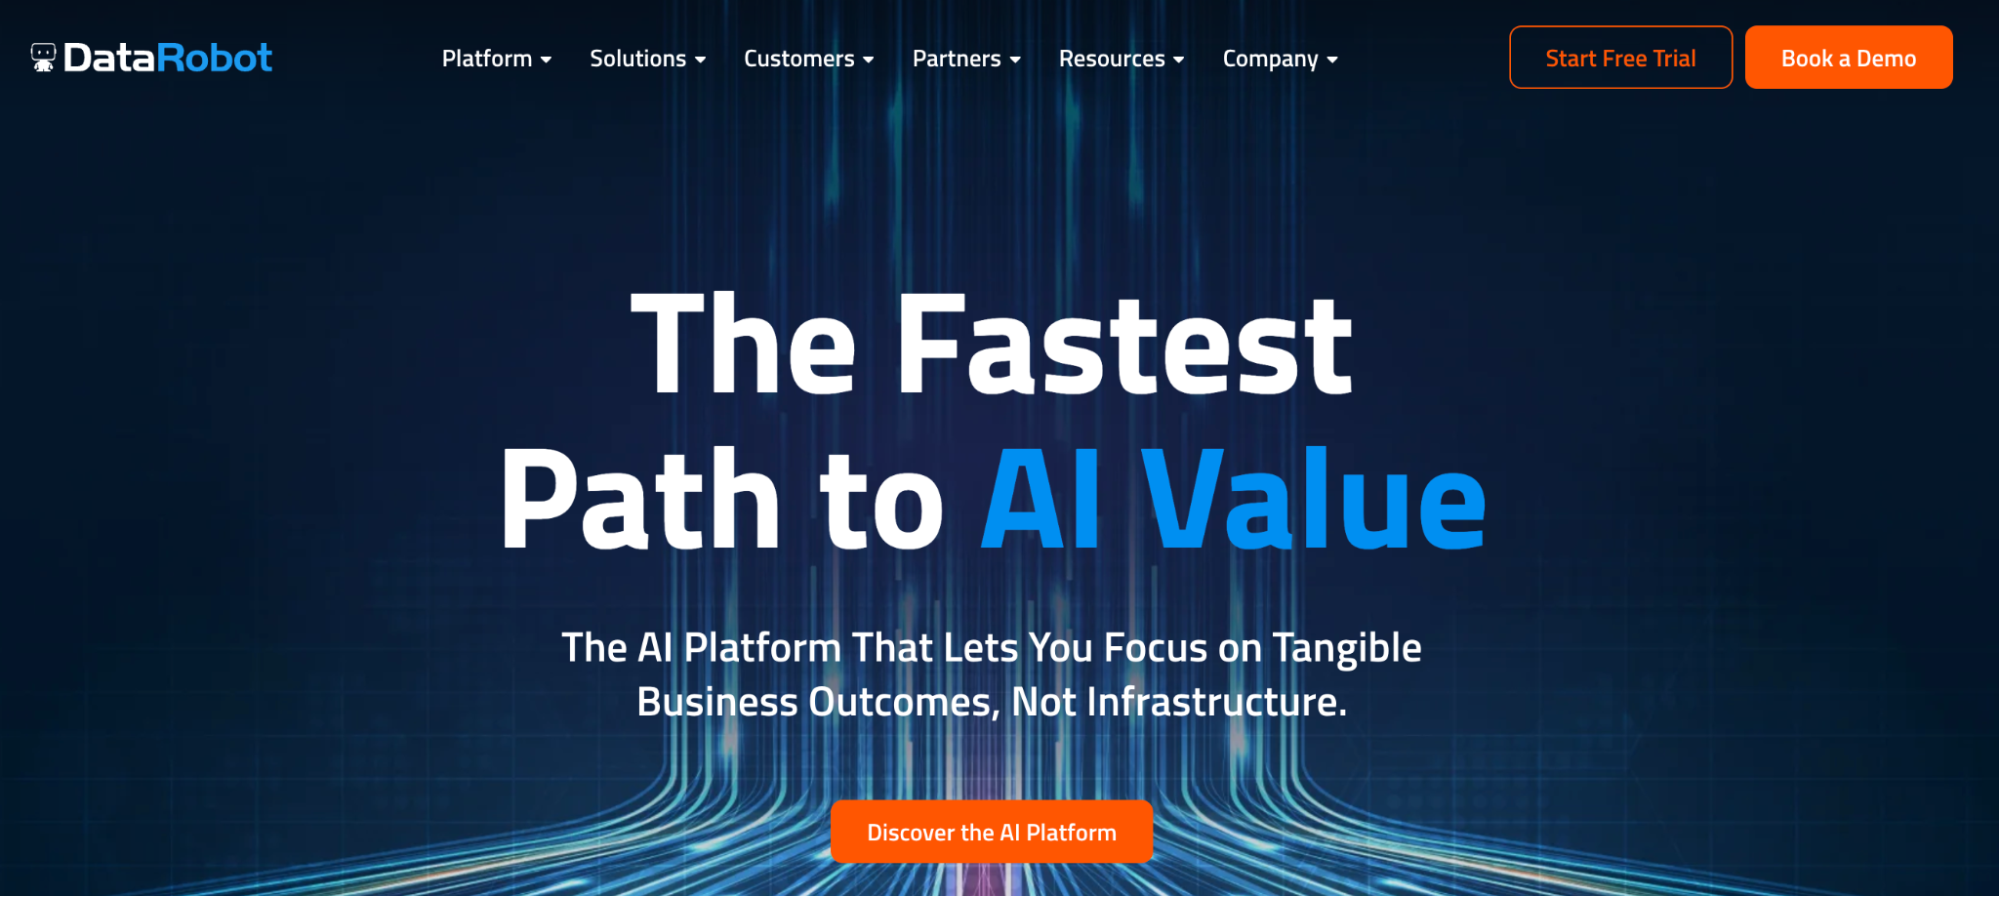 DataRobot
Platform
Solutions
Customers
Partners
Resources
Company
Start Free Trial
Book a Demo
The Fastest
Path to AI Value
The AI Platform That Lets You Focus on Tangible
Business Outcomes, Not Infrastructure.
Discover the AI Platform